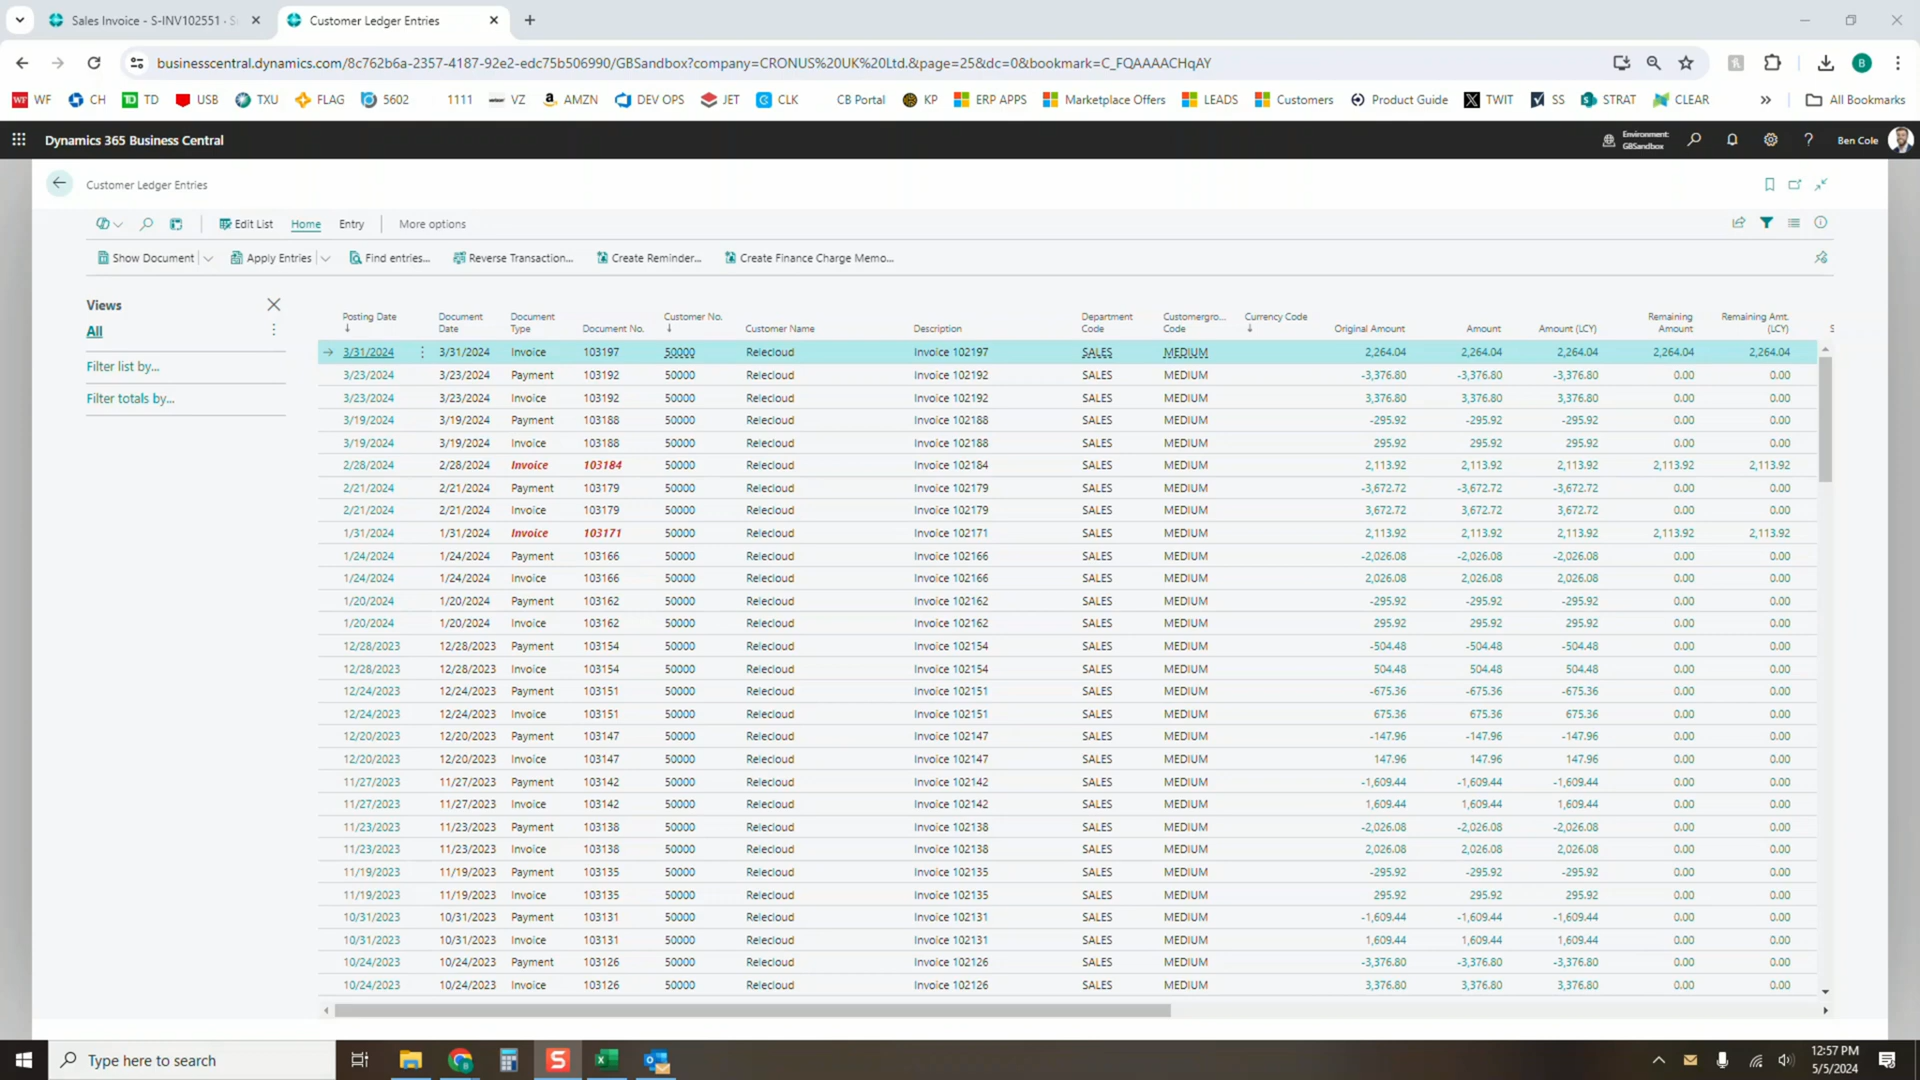 Sales Invoice - S-INV102551 · S
Customer Ledger Entries
businesscentral.dynamics.com/8c762b6a-2357-4187-92e2-edc75b506990/GBSandbox?company=CRONUS%20UK%20Ltd.&page=25&dc=0&bookmark=C_FQAAAACHqAY
WF CH TD USB TXU FLAG 5602 1111 VZ AMZN DEV OPS JET CLK CB Portal KP ERP APPS Marketplace Offers LEADS Customers Product Guide TWIT SS STRAT CLEAR » All Bookmarks
Dynamics 365 Business Central
Environment: GBSandbox
Ben Cole
Customer Ledger Entries
Edit List Home Entry More options
Show Document Apply Entries Find entries... Reverse Transaction... Create Reminder... Create Finance Charge Memo...
Views
All
Filter list by...
Filter totals by...
Posting Date Document Date Document Type Document No. Customer No. Customer Name Description Department Code Customergro... Code Currency Code Original Amount Amount Amount (LCY) Remaining Amount Remaining Amt. (LCY) S
3/31/2024 3/31/2024 Invoice 103197 50000 Relecloud Invoice 102197 SALES MEDIUM 2,264.04 2,264.04 2,264.04 2,264.04 2,264.04
3/23/2024 3/23/2024 Payment 103192 50000 Relecloud Invoice 102192 SALES MEDIUM -3,376.80 -3,376.80 -3,376.80 0.00 0.00
3/23/2024 3/23/2024 Invoice 103192 50000 Relecloud Invoice 102192 SALES MEDIUM 3,376.80 3,376.80 3,376.80 0.00 0.00
3/19/2024 3/19/2024 Payment 103188 50000 Relecloud Invoice 102188 SALES MEDIUM -295.92 -295.92 -295.92 0.00 0.00
3/19/2024 3/19/2024 Invoice 103188 50000 Relecloud Invoice 102188 SALES MEDIUM 295.92 295.92 295.92 0.00 0.00
2/28/2024 2/28/2024 Invoice 103184 50000 Relecloud Invoice 102184 SALES MEDIUM 2,113.92 2,113.92 2,113.92 2,113.92 2,113.92
2/21/2024 2/21/2024 Payment 103179 50000 Relecloud Invoice 102179 SALES MEDIUM -3,672.72 -3,672.72 -3,672.72 0.00 0.00
2/21/2024 2/21/2024 Invoice 103179 50000 Relecloud Invoice 102179 SALES MEDIUM 3,672.72 3,672.72 3,672.72 0.00 0.00
1/31/2024 1/31/2024 Invoice 103171 50000 Relecloud Invoice 102171 SALES MEDIUM 2,113.92 2,113.92 2,113.92 2,113.92 2,113.92
1/24/2024 1/24/2024 Payment 103166 50000 Relecloud Invoice 102166 SALES MEDIUM -2,026.08 -2,026.08 -2,026.08 0.00 0.00
1/24/2024 1/24/2024 Invoice 103166 50000 Relecloud Invoice 102166 SALES MEDIUM 2,026.08 2,026.08 2,026.08 0.00 0.00
1/20/2024 1/20/2024 Payment 103162 50000 Relecloud Invoice 102162 SALES MEDIUM -295.92 -295.92 -295.92 0.00 0.00
1/20/2024 1/20/2024 Invoice 103162 50000 Relecloud Invoice 102162 SALES MEDIUM 295.92 295.92 295.92 0.00 0.00
12/28/2023 12/28/2023 Payment 103154 50000 Relecloud Invoice 102154 SALES MEDIUM -504.48 -504.48 -504.48 0.00 0.00
12/28/2023 12/28/2023 Invoice 103154 50000 Relecloud Invoice 102154 SALES MEDIUM 504.48 504.48 504.48 0.00 0.00
12/24/2023 12/24/2023 Payment 103151 50000 Relecloud Invoice 102151 SALES MEDIUM -675.36 -675.36 -675.36 0.00 0.00
12/24/2023 12/24/2023 Invoice 103151 50000 Relecloud Invoice 102151 SALES MEDIUM 675.36 675.36 675.36 0.00 0.00
12/20/2023 12/20/2023 Payment 103147 50000 Relecloud Invoice 102147 SALES MEDIUM -147.96 -147.96 -147.96 0.00 0.00
12/20/2023 12/20/2023 Invoice 103147 50000 Relecloud Invoice 102147 SALES MEDIUM 147.96 147.96 147.96 0.00 0.00
11/27/2023 11/27/2023 Payment 103142 50000 Relecloud Invoice 102142 SALES MEDIUM -1,609.44 -1,609.44 -1,609.44 0.00 0.00
11/27/2023 11/27/2023 Invoice 103142 50000 Relecloud Invoice 102142 SALES MEDIUM 1,609.44 1,609.44 1,609.44 0.00 0.00
11/23/2023 11/23/2023 Payment 103138 50000 Relecloud Invoice 102138 SALES MEDIUM -2,026.08 -2,026.08 -2,026.08 0.00 0.00
11/23/2023 11/23/2023 Invoice 103138 50000 Relecloud Invoice 102138 SALES MEDIUM 2,026.08 2,026.08 2,026.08 0.00 0.00
11/19/2023 11/19/2023 Payment 103135 50000 Relecloud Invoice 102135 SALES MEDIUM -295.92 -295.92 -295.92 0.00 0.00
11/19/2023 11/19/2023 Invoice 103135 50000 Relecloud Invoice 102135 SALES MEDIUM 295.92 295.92 295.92 0.00 0.00
10/31/2023 10/31/2023 Payment 103131 50000 Relecloud Invoice 102131 SALES MEDIUM -1,609.44 -1,609.44 -1,609.44 0.00 0.00
10/31/2023 10/31/2023 Invoice 103131 50000 Relecloud Invoice 102131 SALES MEDIUM 1,609.44 1,609.44 1,609.44 0.00 0.00
10/24/2023 10/24/2023 Payment 103126 50000 Relecloud Invoice 102126 SALES MEDIUM -3,376.80 -3,376.80 -3,376.80 0.00 0.00
10/24/2023 10/24/2023 Invoice 103126 50000 Relecloud Invoice 102126 SALES MEDIUM 3,376.80 3,376.80 3,376.80 0.00 0.00
Type here to search
12:57 PM
5/5/2024